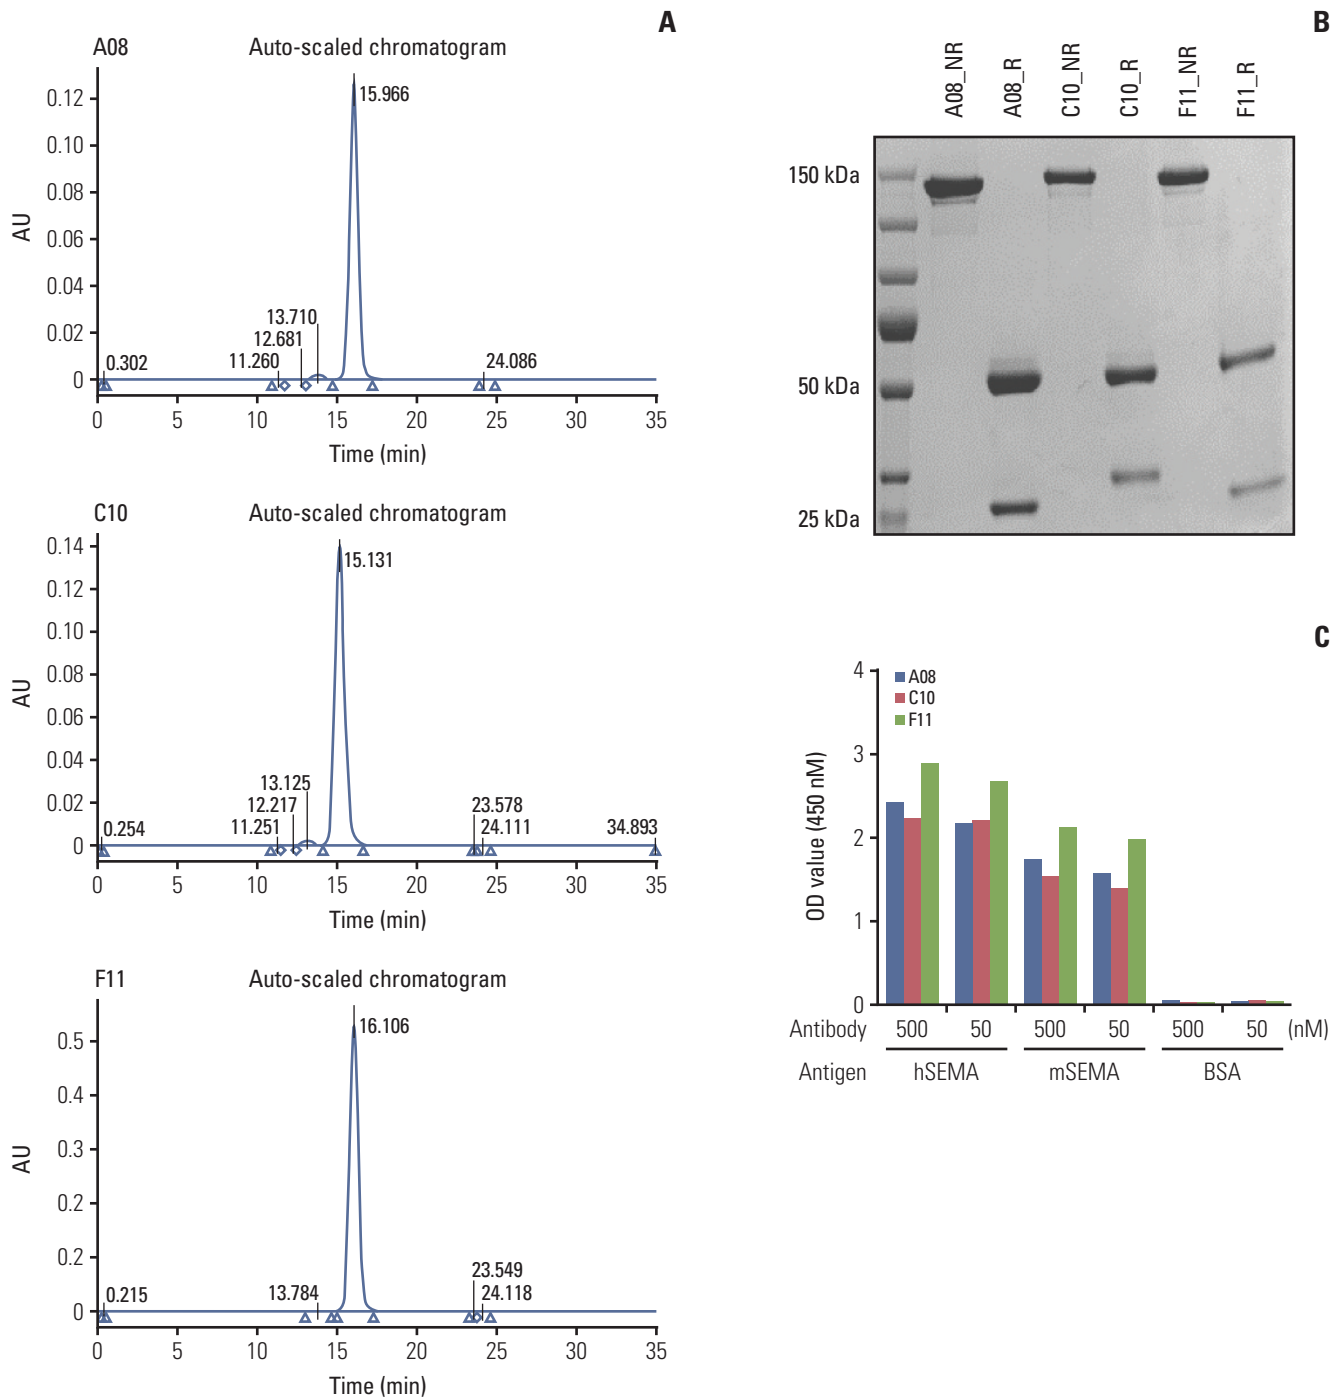 A
A08
Auto-scaled chromatogram
AU
0.12
0.10
0.08
0.06
0.04
0.02
0
0.302
11.260
12.681
13.710
15.966
24.086
0 5 10 15 20 25 30 35
Time (min)
C10
Auto-scaled chromatogram
AU
0.14
0.12
0.10
0.08
0.06
0.04
0.02
0
0.254
11.251
12.217
13.125
15.131
23.578
24.111
34.893
0 5 10 15 20 25 30 35
Time (min)
F11
Auto-scaled chromatogram
AU
0.5
0.4
0.3
0.2
0.2
0
0.215
13.784
16.106
23.549
24.118
0 5 10 15 20 25 30 35
Time (min)
B
A08_NR
A08_R
C10_NR
C10_R
F11_NR
F11_R
150 kDa
50 kDa
25 kDa
C
A08
C10
F11
OD value (450 nM)
4
3
2
1
0
Antibody 500 50 500 50 500 50 (nM)
Antigen hSEMA mSEMA BSA